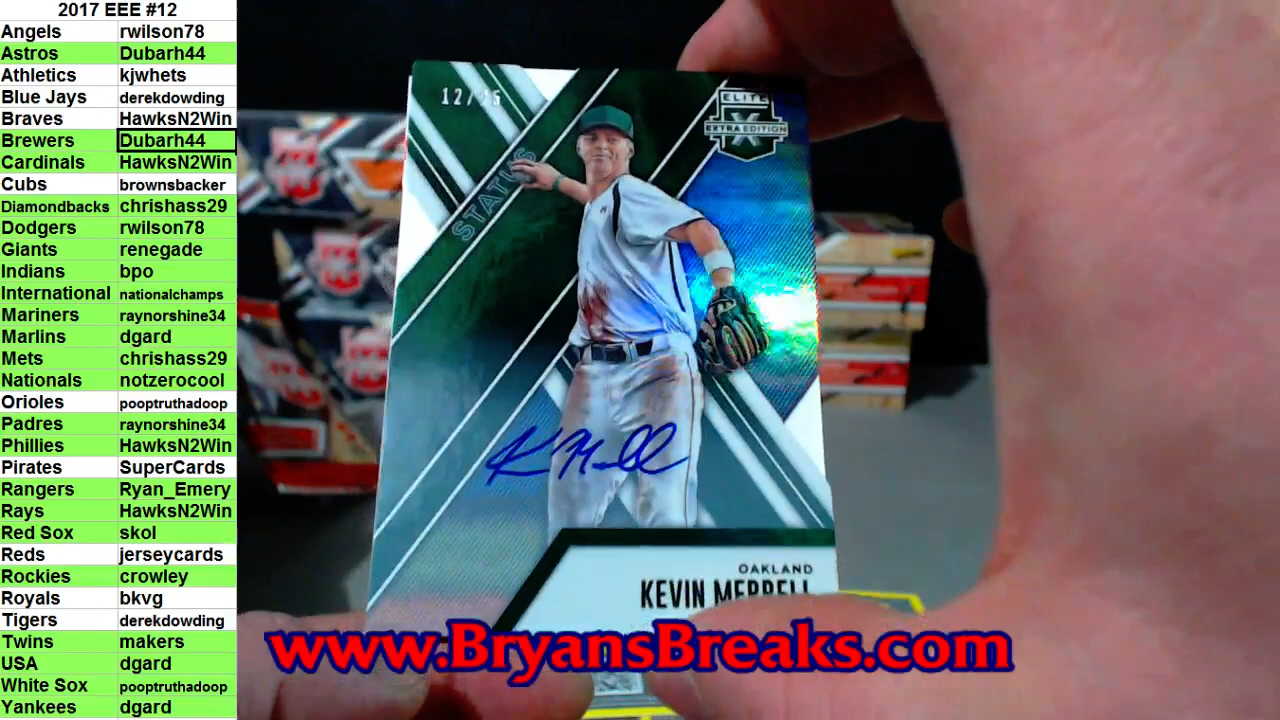 2017 EEE #12
Angels rwilson78
Astros Dubarh44
Athletics kjwhets
Blue Jays derekdowding
Braves HawksN2Win
Brewers Dubarh44
Cardinals HawksN2Win
Cubs brownsbacker
Diamondbacks chrishass29
Dodgers rwilson78
Giants renegade
Indians bpo
International nationalchamps
Mariners raynorshine34
Marlins dgard
Mets chrishass29
Nationals notzerocool
Orioles pooptruthadoop
Padres raynorshine34
Phillies HawksN2Win
Pirates SuperCards
Rangers Ryan_Emery
Rays HawksN2Win
Red Sox skol
Reds jerseycards
Rockies crowley
Royals bkvg
Tigers derekdowding
Twins makers
USA dgard
White Sox pooptruthadoop
Yankees dgard
ELITE
EXTRA EDITION
STATUS
OAKLAND
KEVIN MERRELL
www.BryansBreaks.com